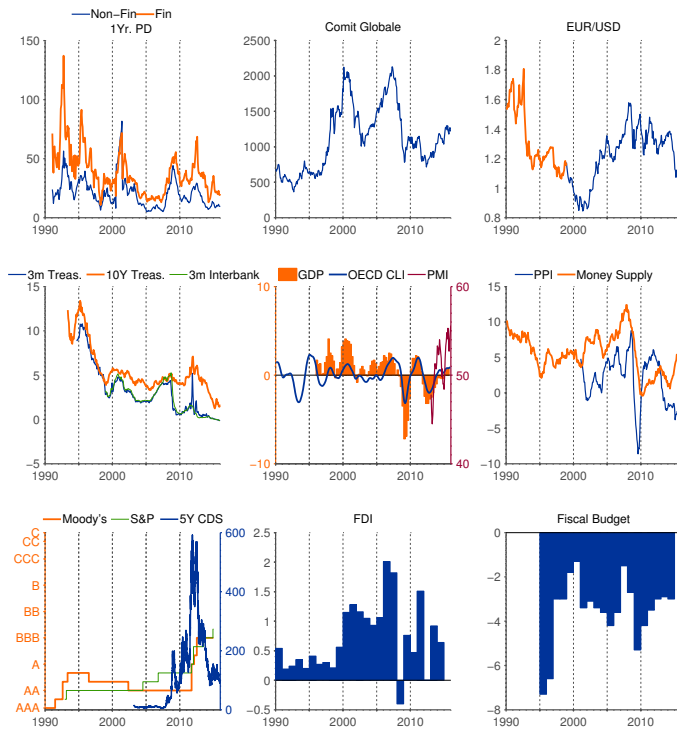 Non-Fin Fin
1Yr. PD
150
100
50
0
1990 2000 2010
Comit Globale
2500
2000
1500
1000
500
0
1990 2000 2010
EUR/USD
2
1.8
1.6
1.4
1.2
1
0.8
1990 2000 2010
3m Treas. 10Y Treas. 3m Interbank
15
10
5
0
−5
1990 2000 2010
GDP OECD CLI PMI
10 60
0 50
−10 40
1990 2000 2010
PPI Money Supply
15
10
5
0
−5
−10
1990 2000 2010
Moody's S&P 5Y CDS
C 600
CC
CCC
B 400
BB
BBB
A 200
AA
AAA 0
1990 2000 2010
FDI
2.5
2
1.5
1
0.5
0
−0.5
1990 2000 2010
Fiscal Budget
0
−2
−4
−6
−8
1990 2000 2010